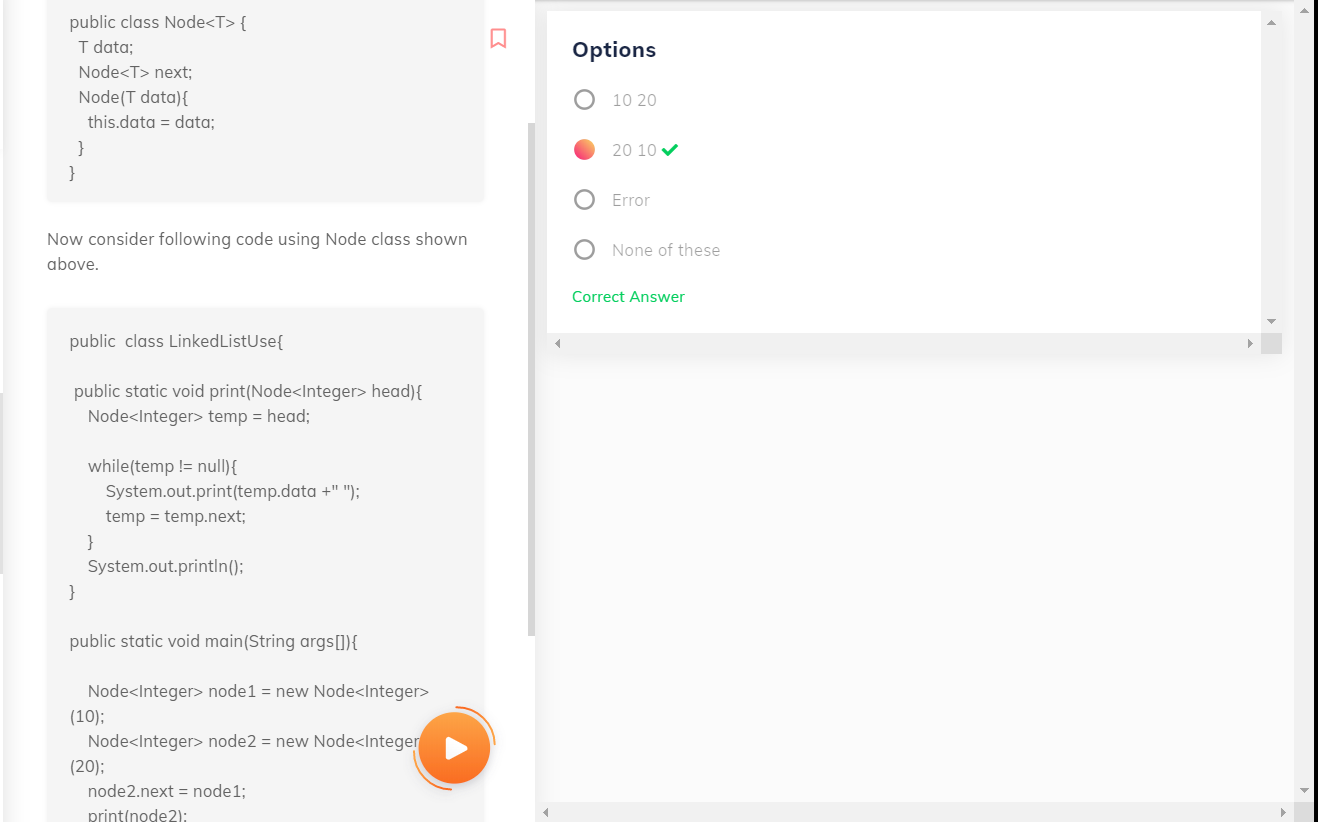 public class Node<T> {
T data;
Node<T> next;
Node(T data){
this.data = data;
}
}
Now consider following code using Node class shown
above.
public  class LinkedListUse{
public static void print(Node<Integer> head){
Node<Integer> temp = head;
while(temp != null){
System.out.print(temp.data +" ");
temp = temp.next;
}
System.out.println();
}
public static void main(String args[]){
Node<Integer> node1 = new Node<Integer>
(10);
Node<Integer> node2 = new Node<Integer
(20);
node2.next = node1;
print(node2);
Options
10 20
20 10
Error
None of these
Correct Answer